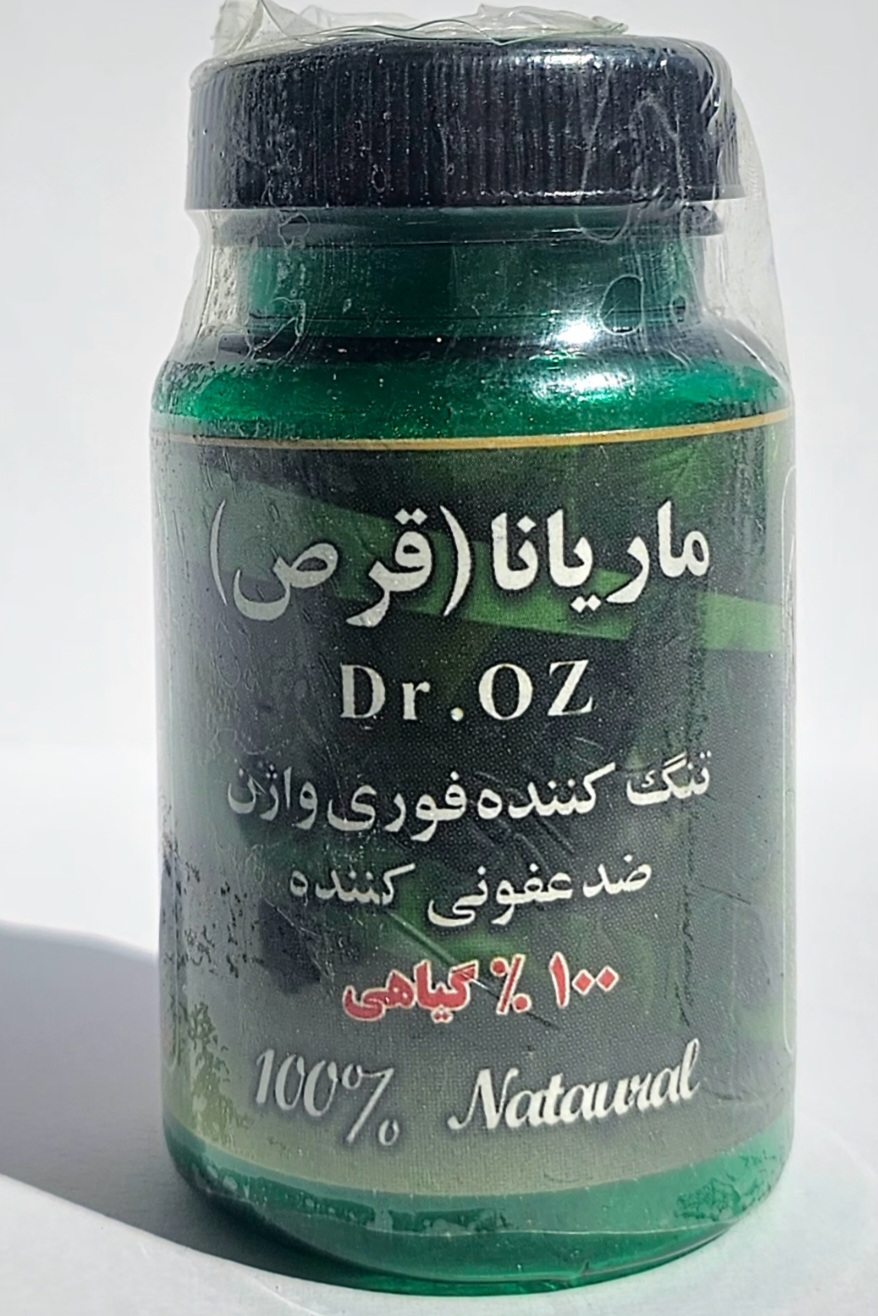 ماریانا (قرص)
Dr.OZ
تنگ کننده فوری واژن
ضدعفونی کننده
۱۰۰ % گیاهی
100% Nataural